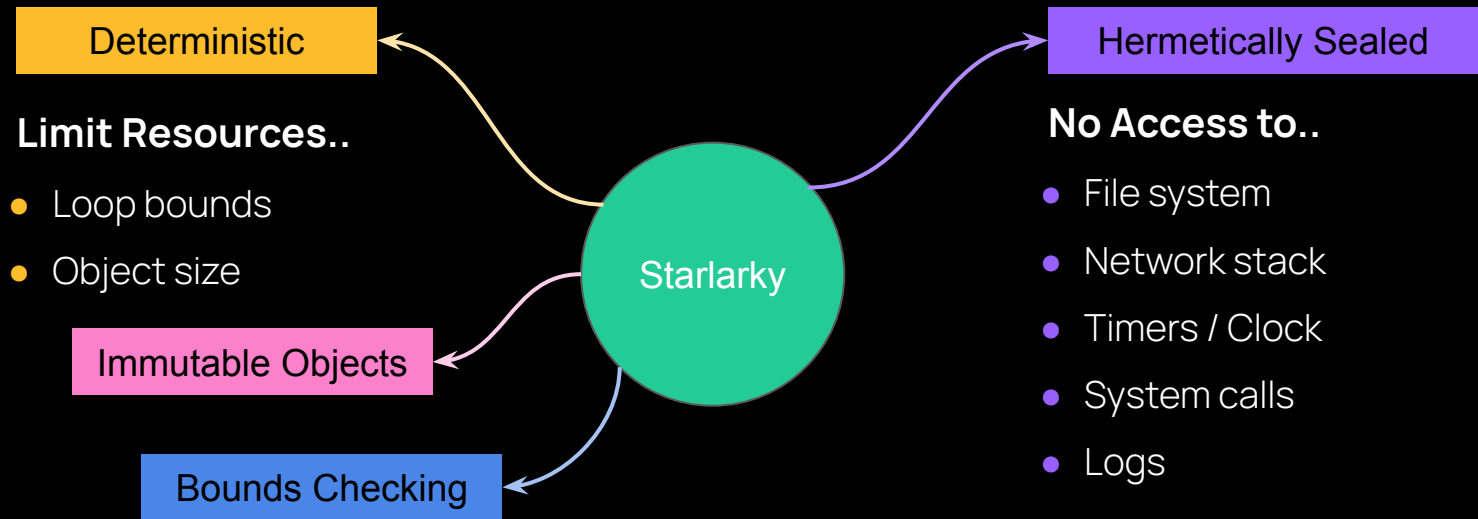 Deterministic
Limit Resources..
Loop bounds
Object size
Immutable Objects
Bounds Checking
Starlarky
Hermetically Sealed
No Access to..
File system
Network stack
Timers / Clock
System calls
Logs